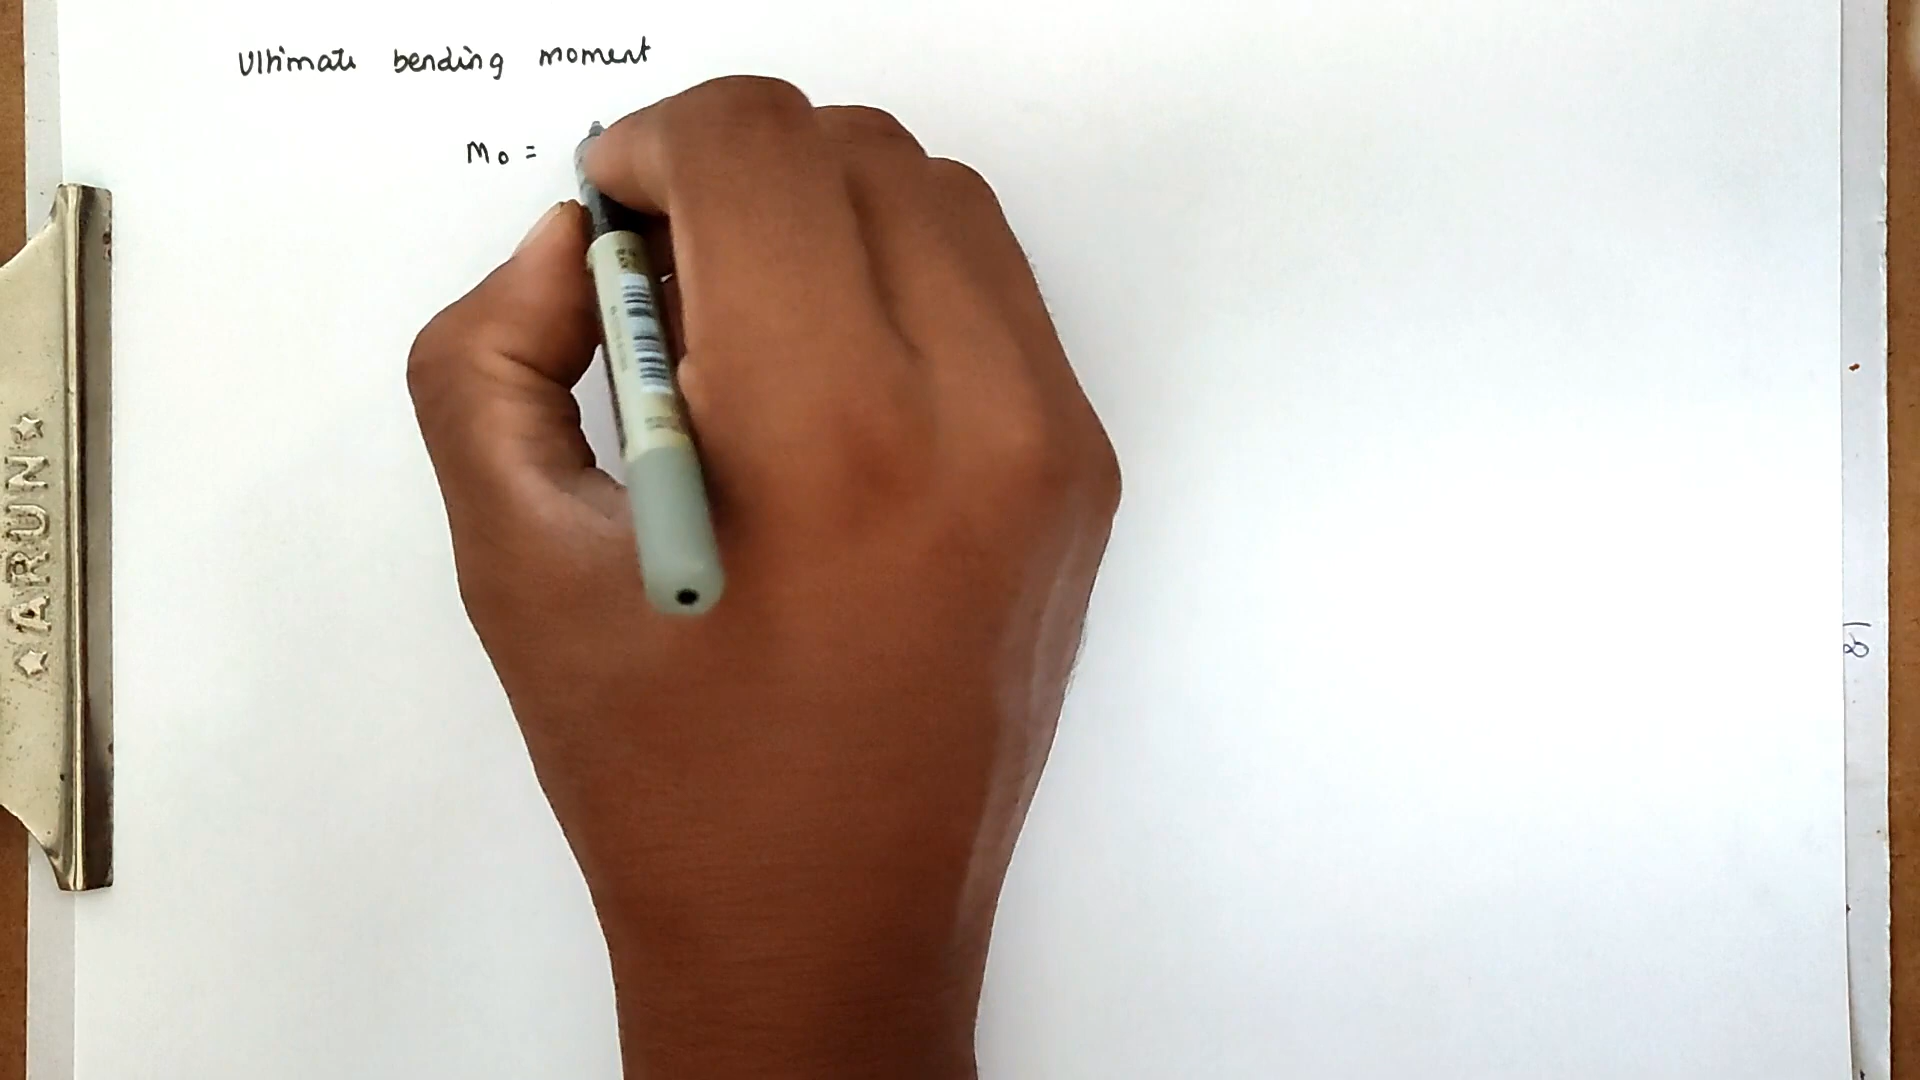 Ultimate bending moment
Mo =
☆ ARUN ☆